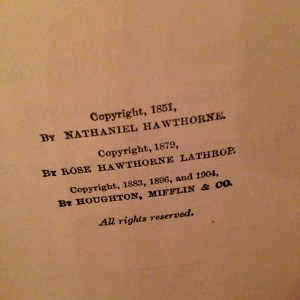 Copyright, 1851,
By NATHANIEL HAWTHORNE.
Copyright, 1879,
By ROSE HAWTHORNE LATHROP.
Copyright, 1883, 1896, and 1904,
By HOUGHTON, MIFFLIN & CO.
All rights reserved.